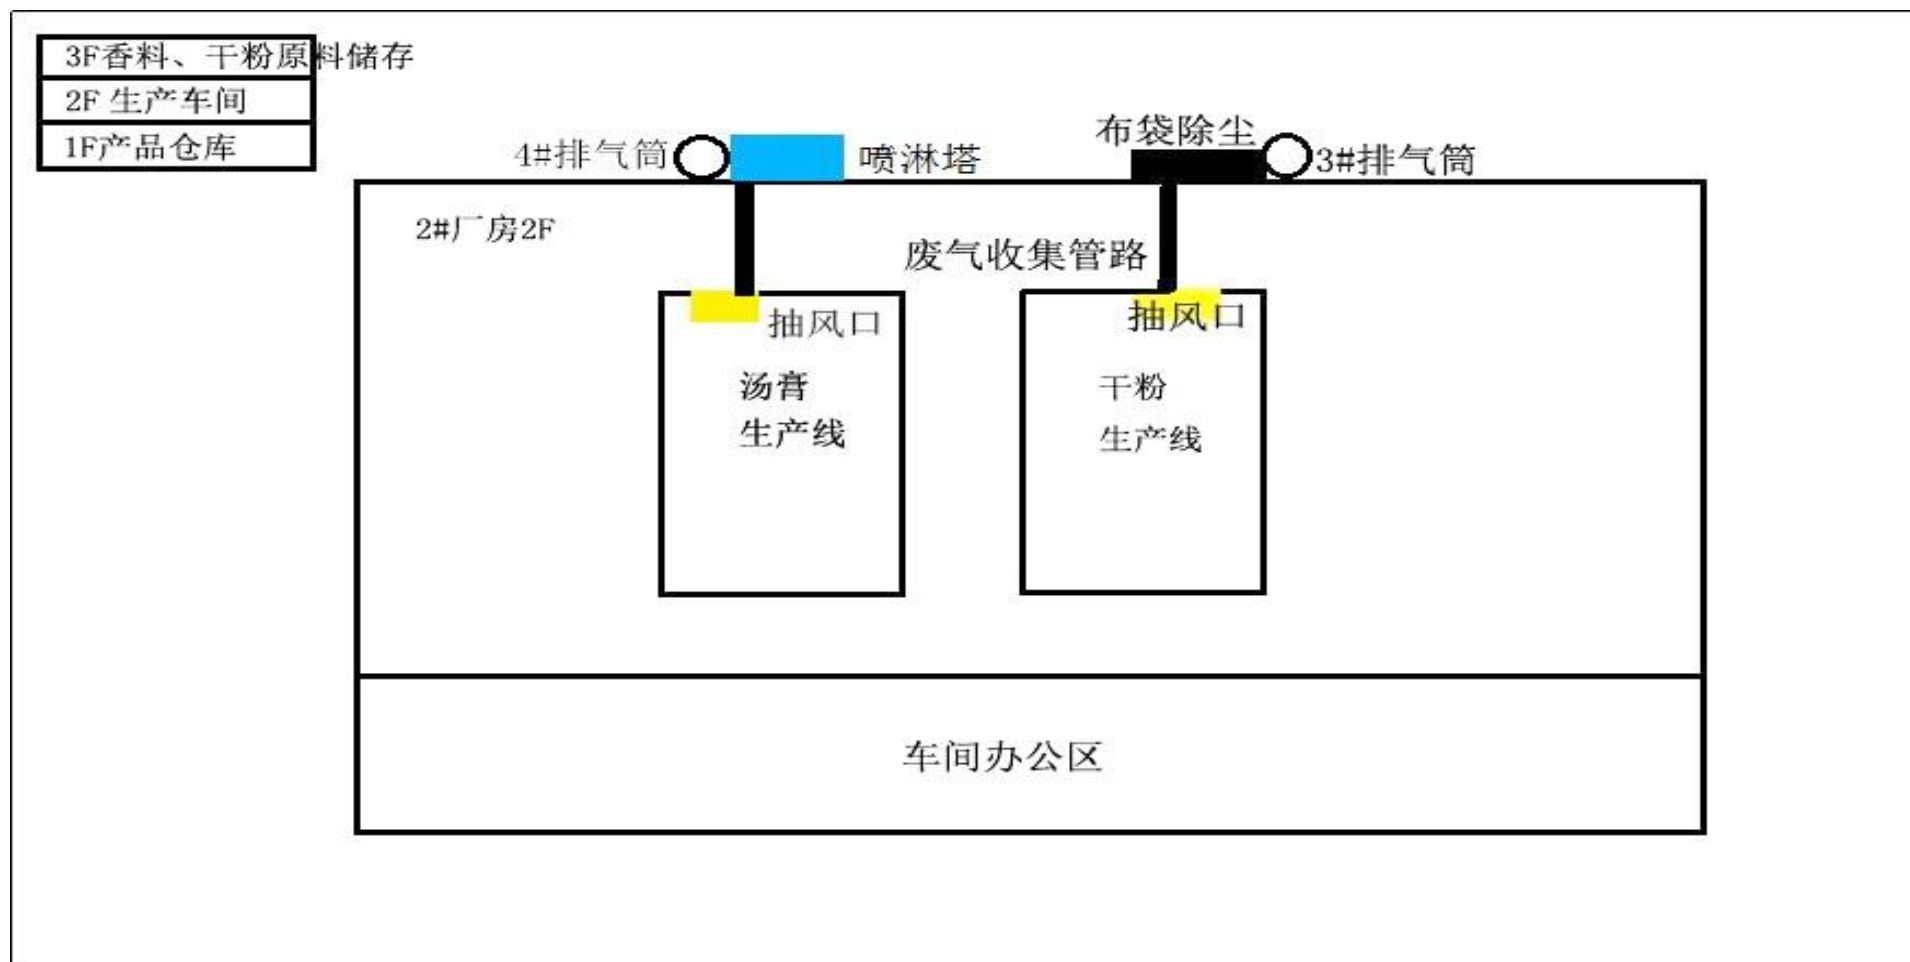 3F香料、干粉原料储存
2F 生产车间
1F产品仓库
4#排气筒
喷淋塔
布袋除尘
3#排气筒
2#厂房2F
废气收集管路
抽风口
抽风口
汤膏
生产线
干粉
生产线
车间办公区